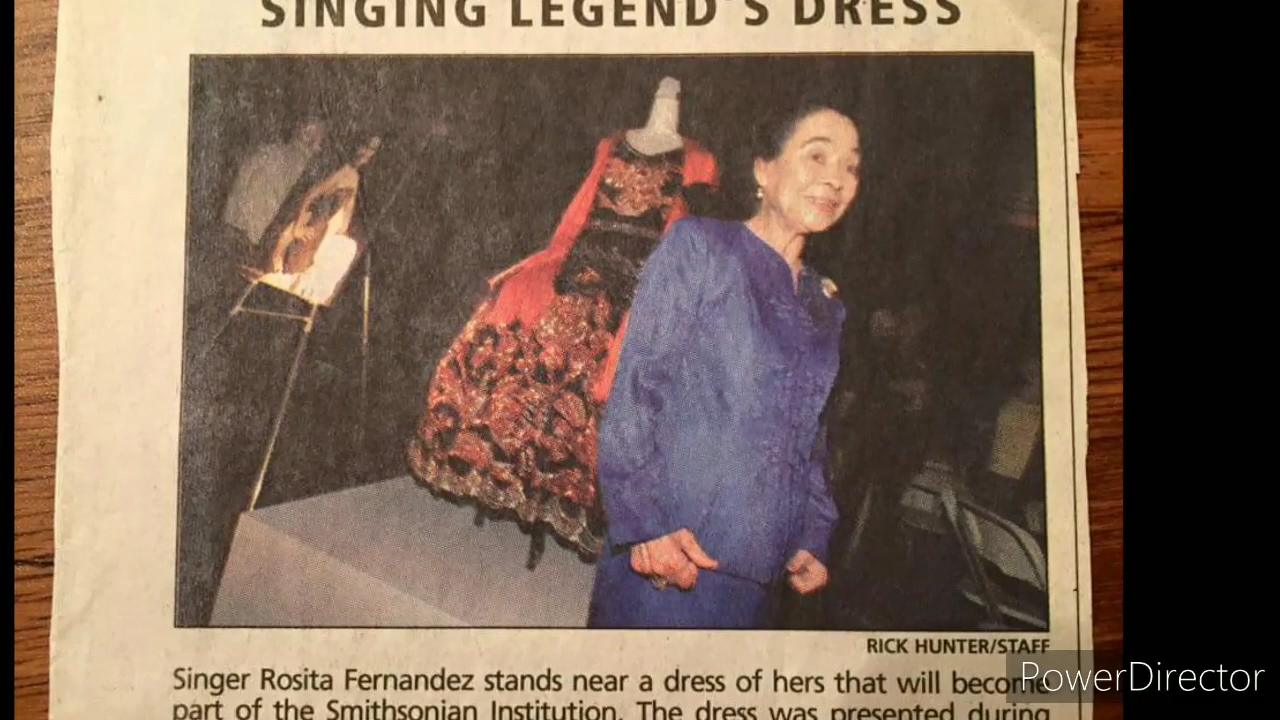 SINGING LEGEND'S DRESS
RICK HUNTER/STAFF
Singer Rosita Fernandez stands near a dress of hers that will become
part of the Smithsonian Institution. The dress was presented during
PowerDirector